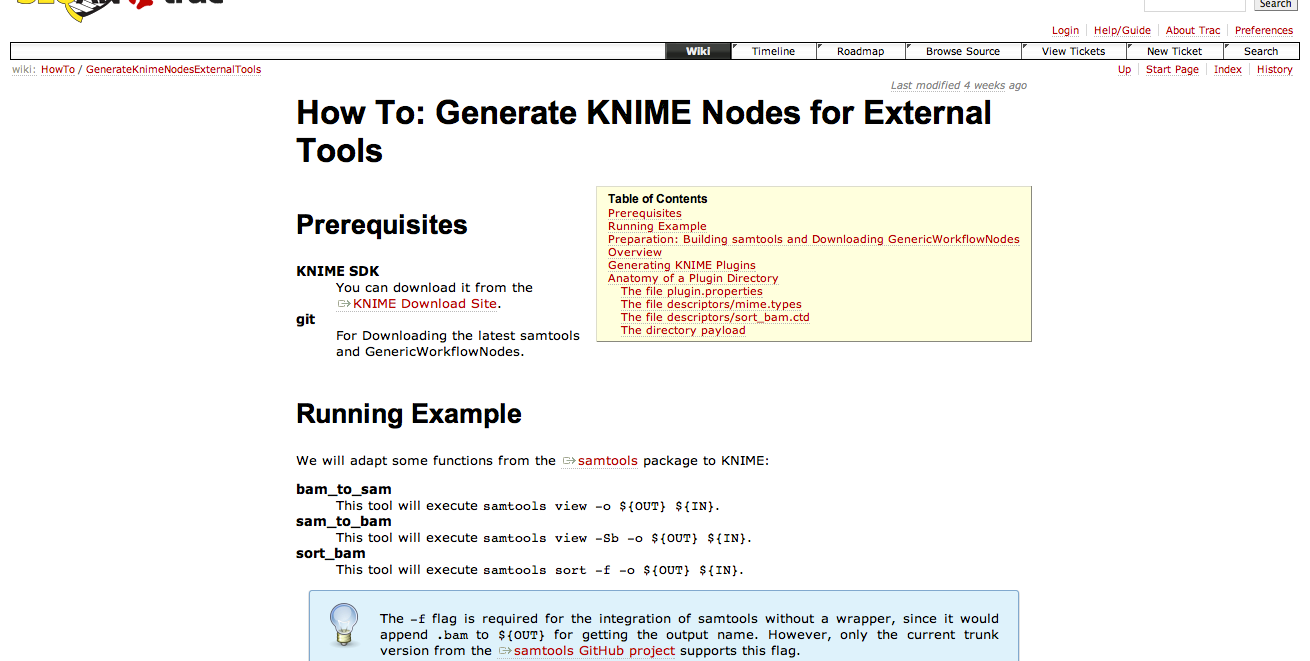 Search
Login Help/Guide About Trac Preferences
Wiki Timeline Roadmap Browse Source View Tickets New Ticket Search
wiki: HowTo / GenerateKnimeNodesExternalTools
Up Start Page Index History
Last modified 4 weeks ago
How To: Generate KNIME Nodes for External
Tools
Table of Contents
Prerequisites
Running Example
Preparation: Building samtools and Downloading GenericWorkflowNodes
Overview
Generating KNIME Plugins
Anatomy of a Plugin Directory
The file plugin.properties
The file descriptors/mime.types
The file descriptors/sort_bam.ctd
The directory payload
Prerequisites
KNIME SDK
You can download it from the
KNIME Download Site.
git
For Downloading the latest samtools
and GenericWorkflowNodes.
Running Example
We will adapt some functions from the samtools package to KNIME:
bam_to_sam
This tool will execute samtools view -o ${OUT} ${IN}.
sam_to_bam
This tool will execute samtools view -Sb -o ${OUT} ${IN}.
sort_bam
This tool will execute samtools sort -f -o ${OUT} ${IN}.
The -f flag is required for the integration of samtools without a wrapper, since it would
append .bam to ${OUT} for getting the output name. However, only the current trunk
version from the samtools GitHub project supports this flag.